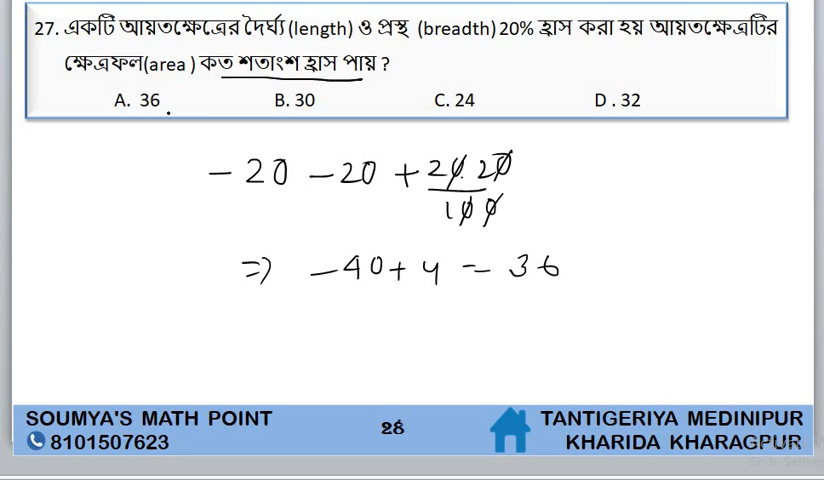 27. একটি আয়তক্ষেত্রের দৈর্ঘ্য (length) ও প্রস্থ (breadth) 20% হ্রাস করা হয় আয়তক্ষেত্রটির
ক্ষেত্রফল(area ) কত শতাংশ হ্রাস পায় ?
A. 36 B. 30 C. 24 D . 32
- 20 - 20 + 20.20
100
⇒ - 40 + 4 = 36
SOUMYA'S MATH POINT
8101507623
28
TANTIGERIYA MEDINIPUR
KHARIDA KHARAGPUR